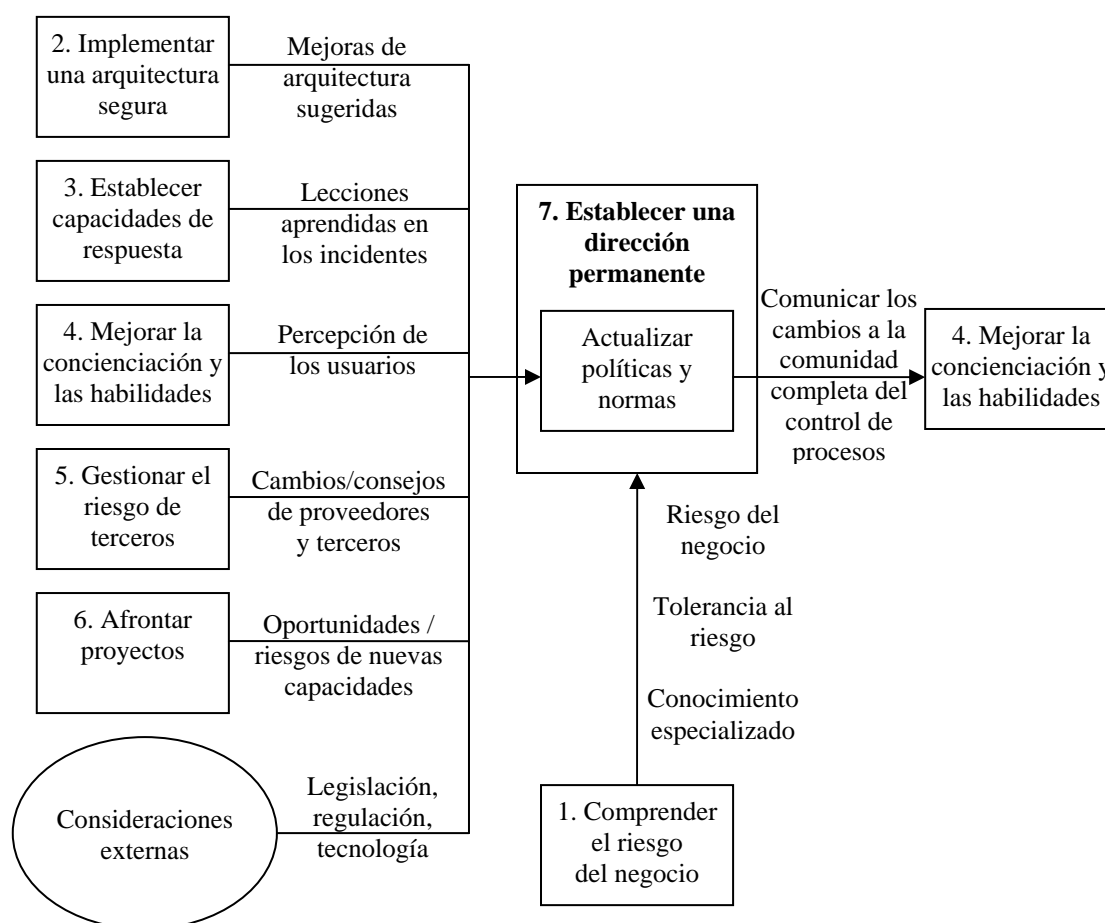 2. Implementar
una arquitectura
segura
Mejoras de
arquitectura
sugeridas
3. Establecer
capacidades de
respuesta
Lecciones
aprendidas en
los incidentes
4. Mejorar la
concienciación y
las habilidades
Percepción de
los usuarios
5. Gestionar el
riesgo de
terceros
Cambios/consejos
de proveedores
y terceros
6. Afrontar
proyectos
Oportunidades /
riesgos de nuevas
capacidades
Consideraciones
externas
Legislación,
regulación,
tecnología
7. Establecer una
dirección
permanente
Actualizar
políticas y
normas
Comunicar los
cambios a la
comunidad
completa del
control de
procesos
4. Mejorar la
concienciación y
las habilidades
Riesgo del
negocio
Tolerancia al
riesgo
Conocimiento
especializado
1. Comprender
el riesgo
del negocio